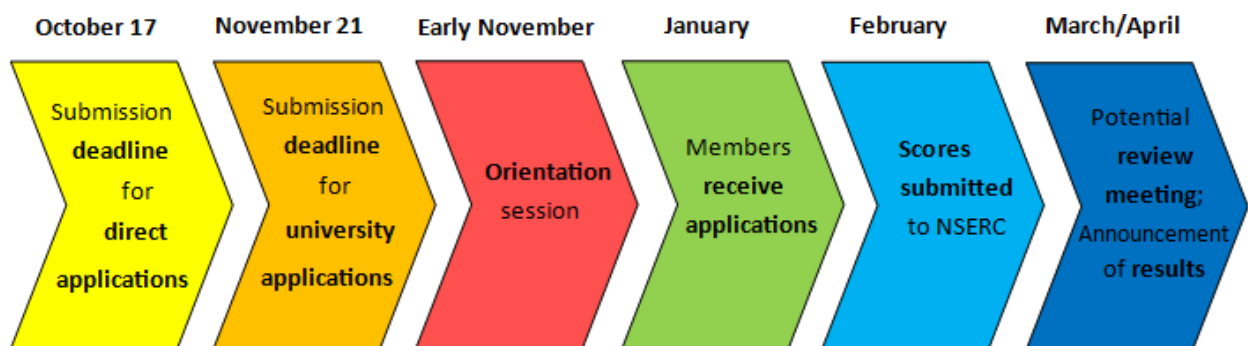 October 17
November 21
Early November
January
February
March/April
Submission
deadline
for
direct
applications
Submission
deadline
for
university
applications
Orientation
session
Members
receive
applications
Scores
submitted
to NSERC
Potential
review
meeting;
Announcement
of results